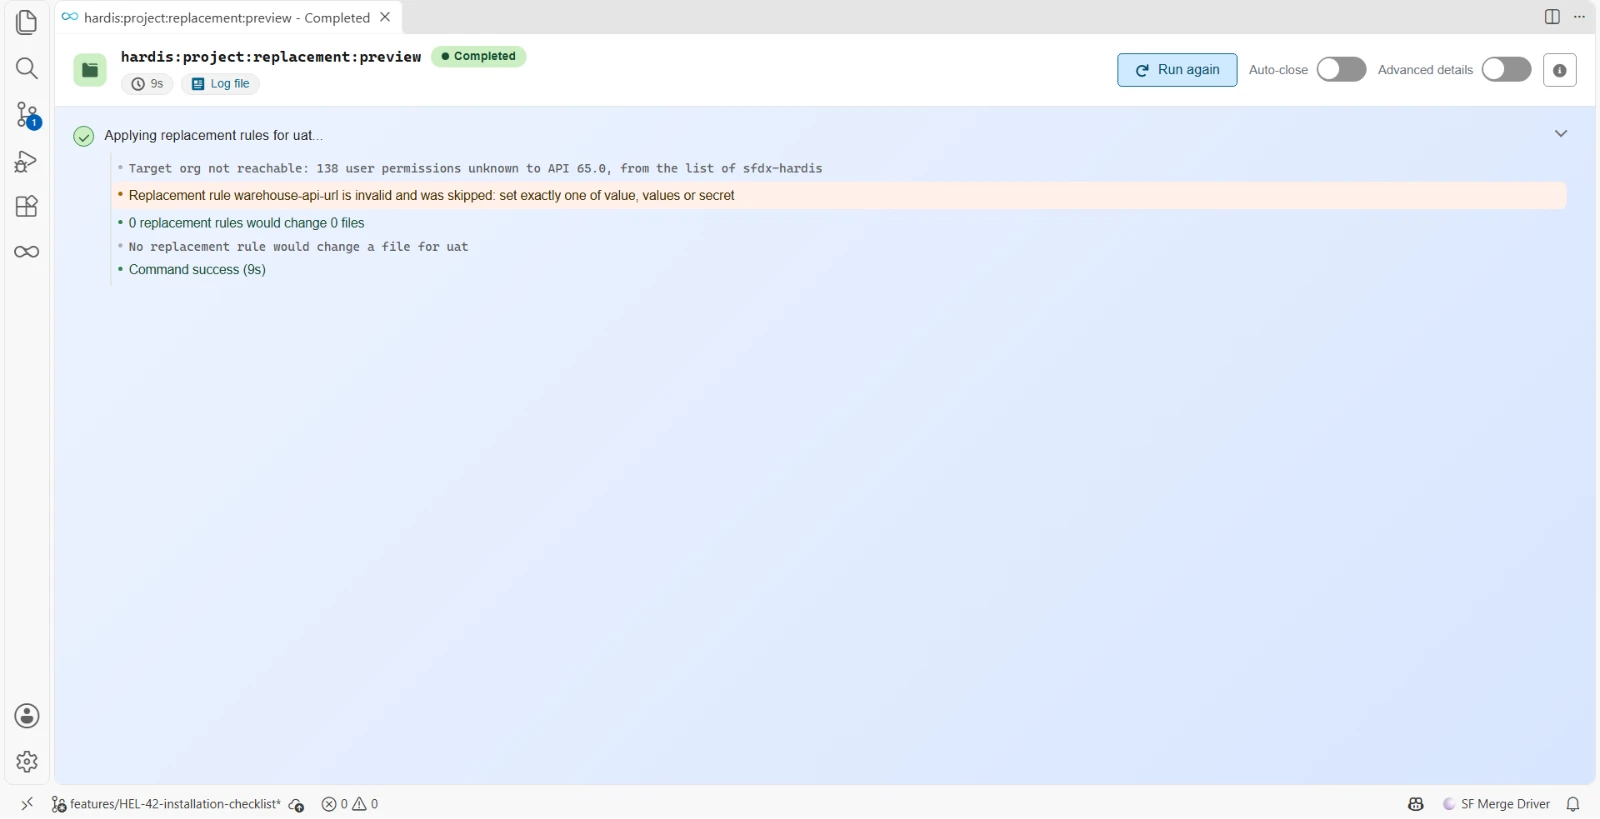 hardis:project:replacement:preview - Completed
hardis:project:replacement:preview
Completed
9s
Log file
Run again
Auto-close
Advanced details
Applying replacement rules for uat...
Target org not reachable: 138 user permissions unknown to API 65.0, from the list of sfdx-hardis
Replacement rule warehouse-api-url is invalid and was skipped: set exactly one of value, values or secret
0 replacement rules would change 0 files
No replacement rule would change a file for uat
Command success (9s)
1
features/HEL-42-installation-checklist*
0
0
SF Merge Driver